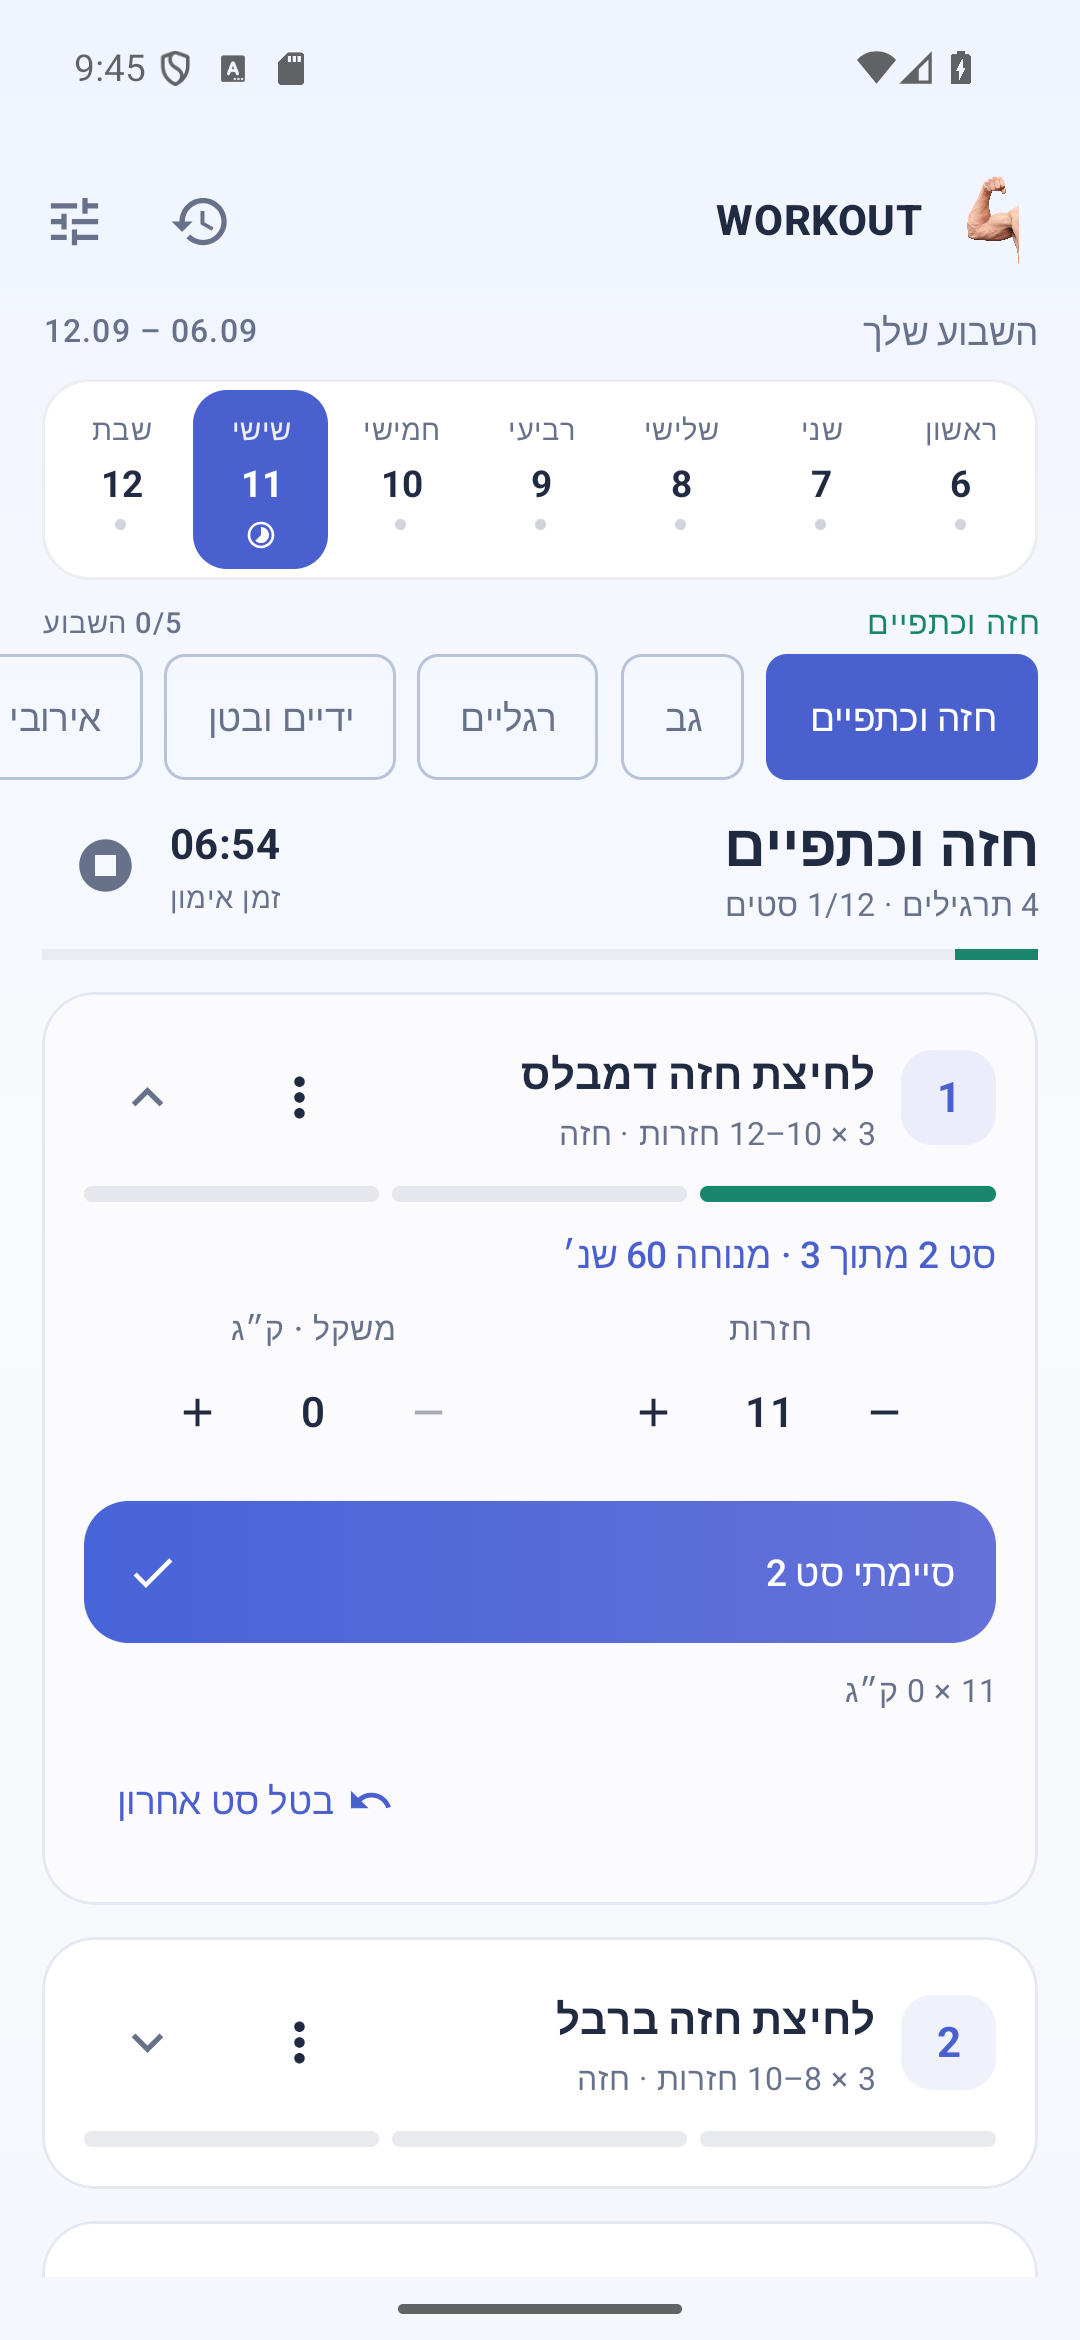 9:45
WORKOUT
השבוע שלך
06.09 – 12.09
ראשון
6
שני
7
שלישי
8
רביעי
9
חמישי
10
שישי
11
שבת
12
חזה וכתפיים
0/5 השבוע
חזה וכתפיים
גב
רגליים
ידיים ובטן
אירובי
חזה וכתפיים
4 תרגילים · 1/12 סטים
06:54
זמן אימון
1
לחיצת חזה דמבלס
3 × 10–12 חזרות · חזה
סט 2 מתוך 3 · מנוחה 60 שנ׳
חזרות
− 11 +
משקל · ק״ג
− 0 +
סיימתי סט 2
11 × 0 ק״ג
בטל סט אחרון
2
לחיצת חזה ברבל
3 × 8–10 חזרות · חזה